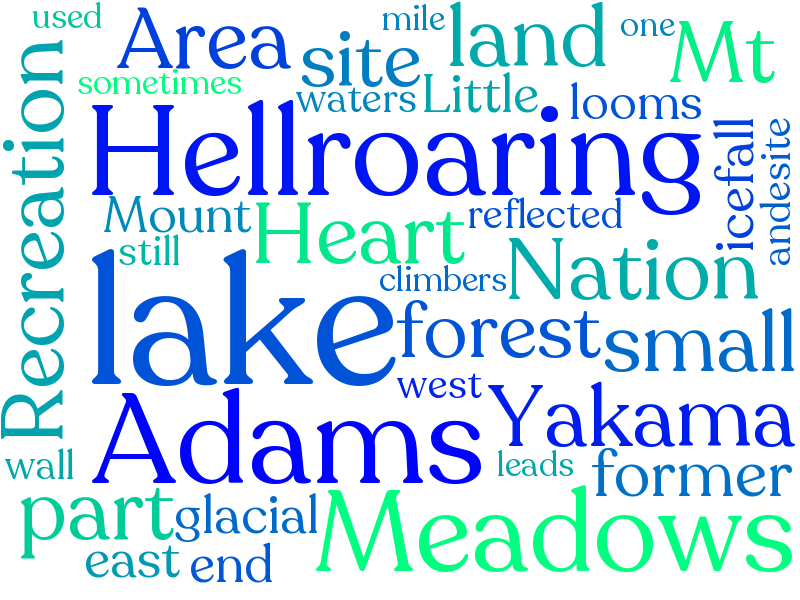 used
mile
one
Area
site
land
Mt
sometimes
waters
Little
looms
Recreation
Hellroaring
icefall
andesite
Mount
Heart
reflected
still
Nation
climbers
lake
forest
small
west
Adams
Yakama
wall
leads
former
part
glacial
Meadows
east
end